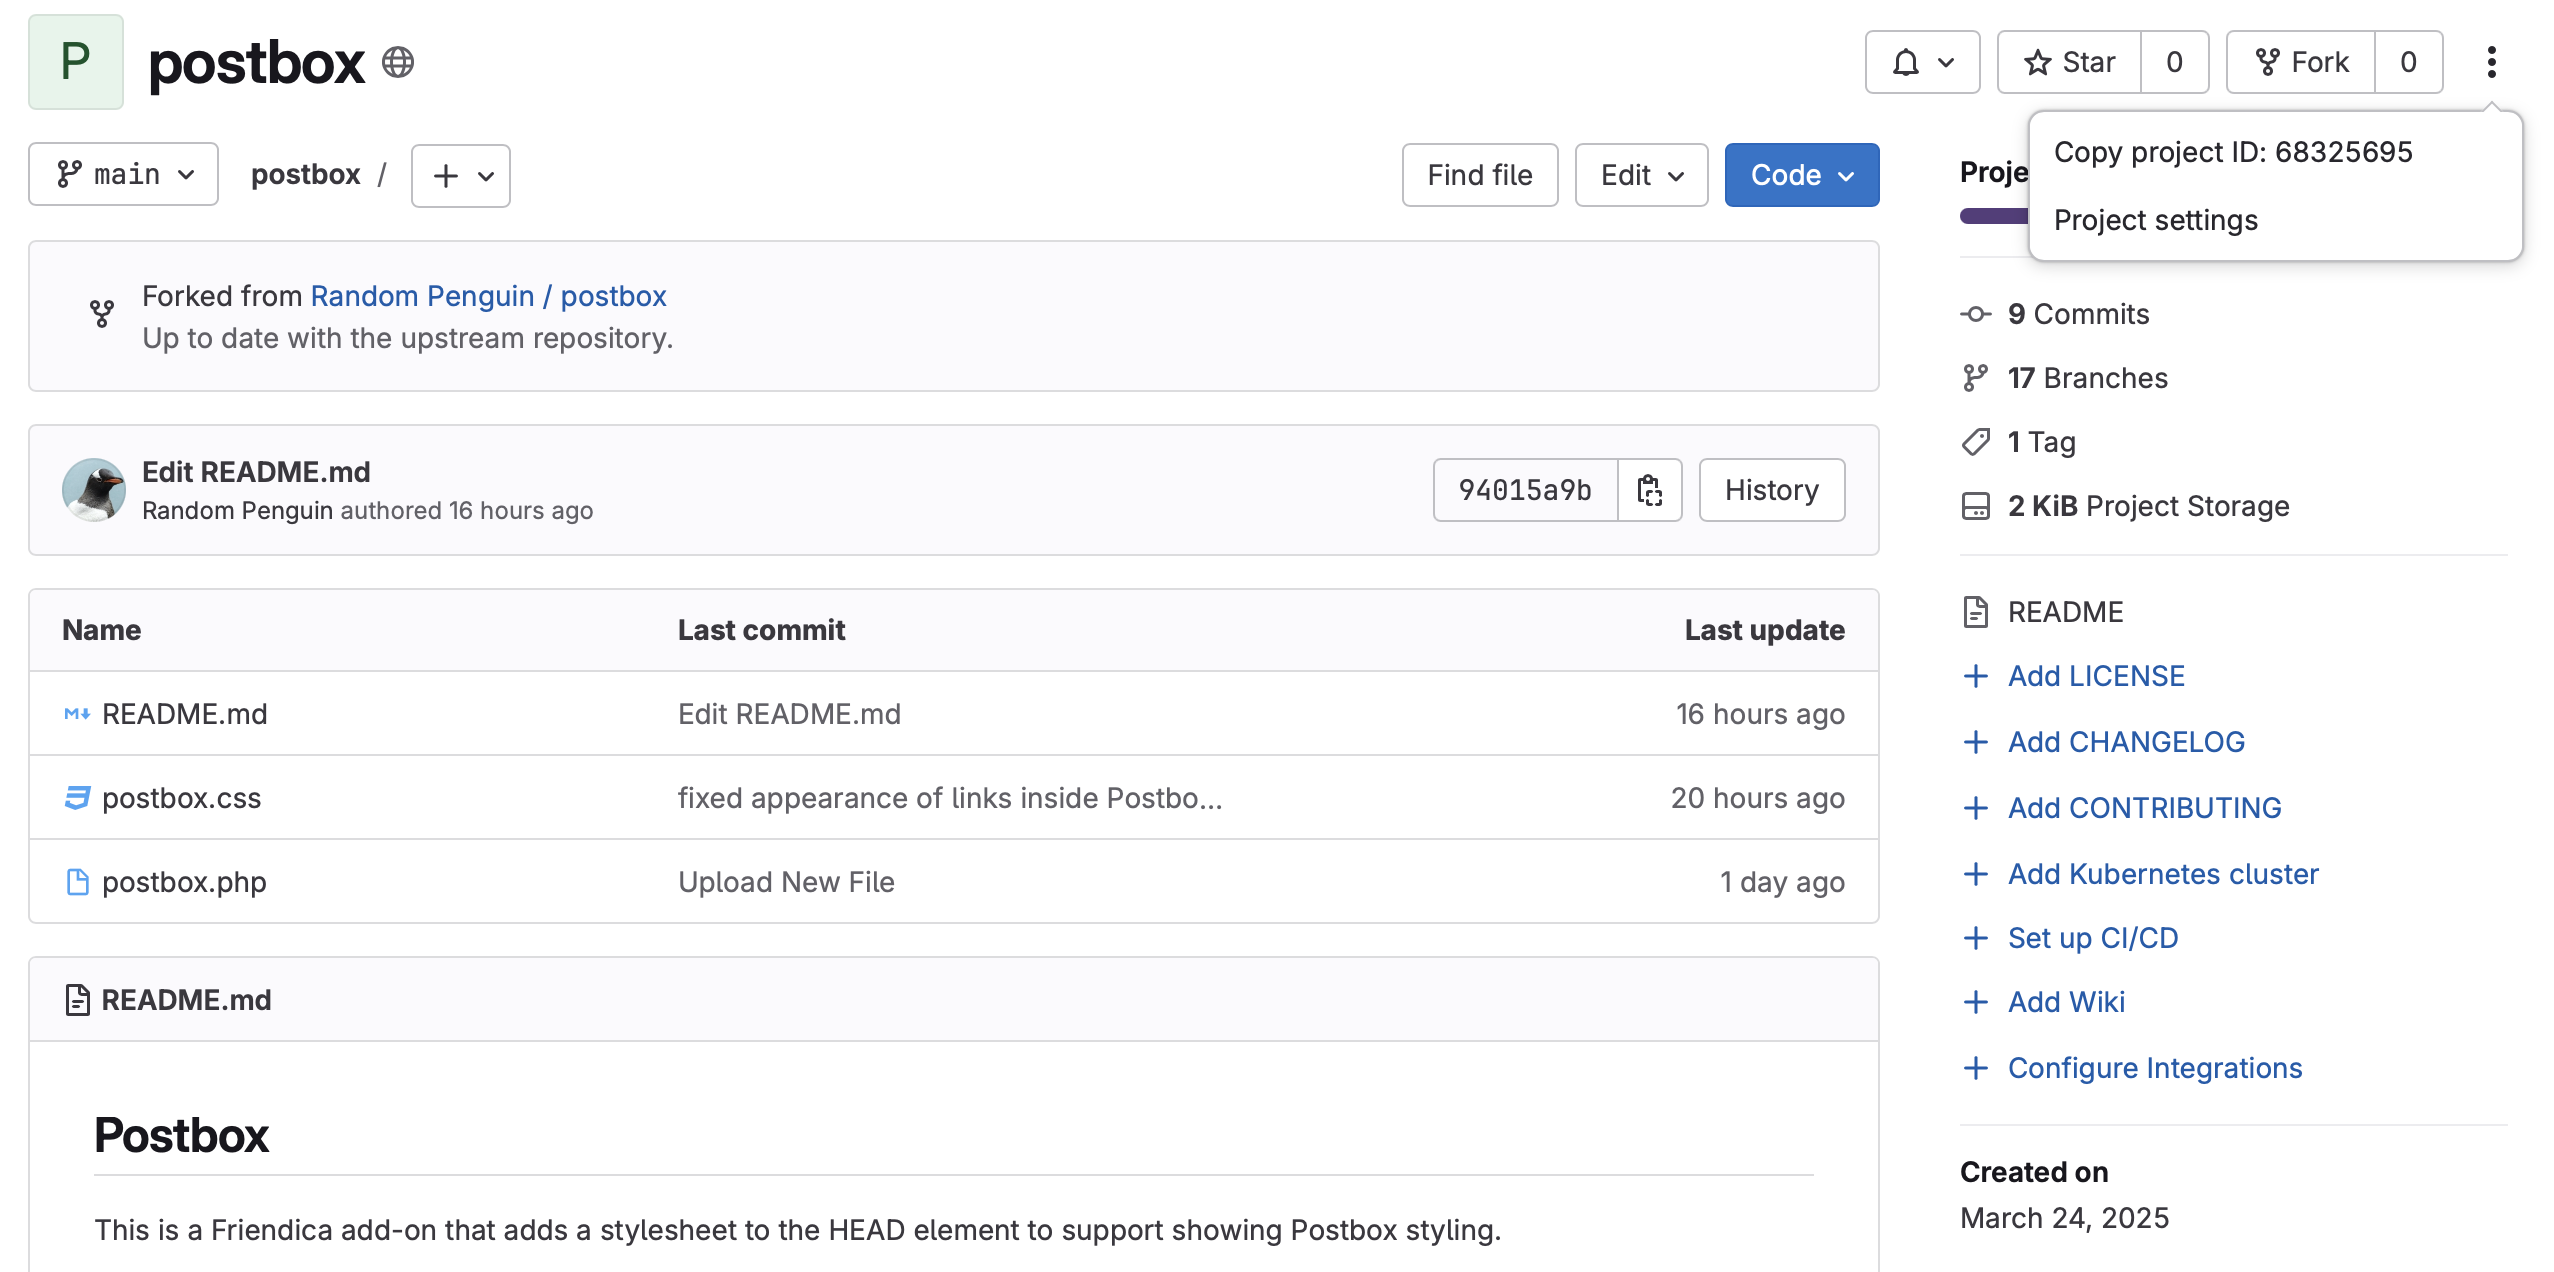 P
postbox
Star 0
Fork 0
Copy project ID: 68325695
Project settings
main
postbox /
Find file
Edit
Code
Forked from Random Penguin / postbox
Up to date with the upstream repository.
Edit README.md
Random Penguin authored 16 hours ago
94015a9b
History
Name Last commit Last update
README.md Edit README.md 16 hours ago
postbox.css fixed appearance of links inside Postbo... 20 hours ago
postbox.php Upload New File 1 day ago
README.md
Postbox
This is a Friendica add-on that adds a stylesheet to the HEAD element to support showing Postbox styling.
Proje
9 Commits
17 Branches
1 Tag
2 KiB Project Storage
README
Add LICENSE
Add CHANGELOG
Add CONTRIBUTING
Add Kubernetes cluster
Set up CI/CD
Add Wiki
Configure Integrations
Created on
March 24, 2025